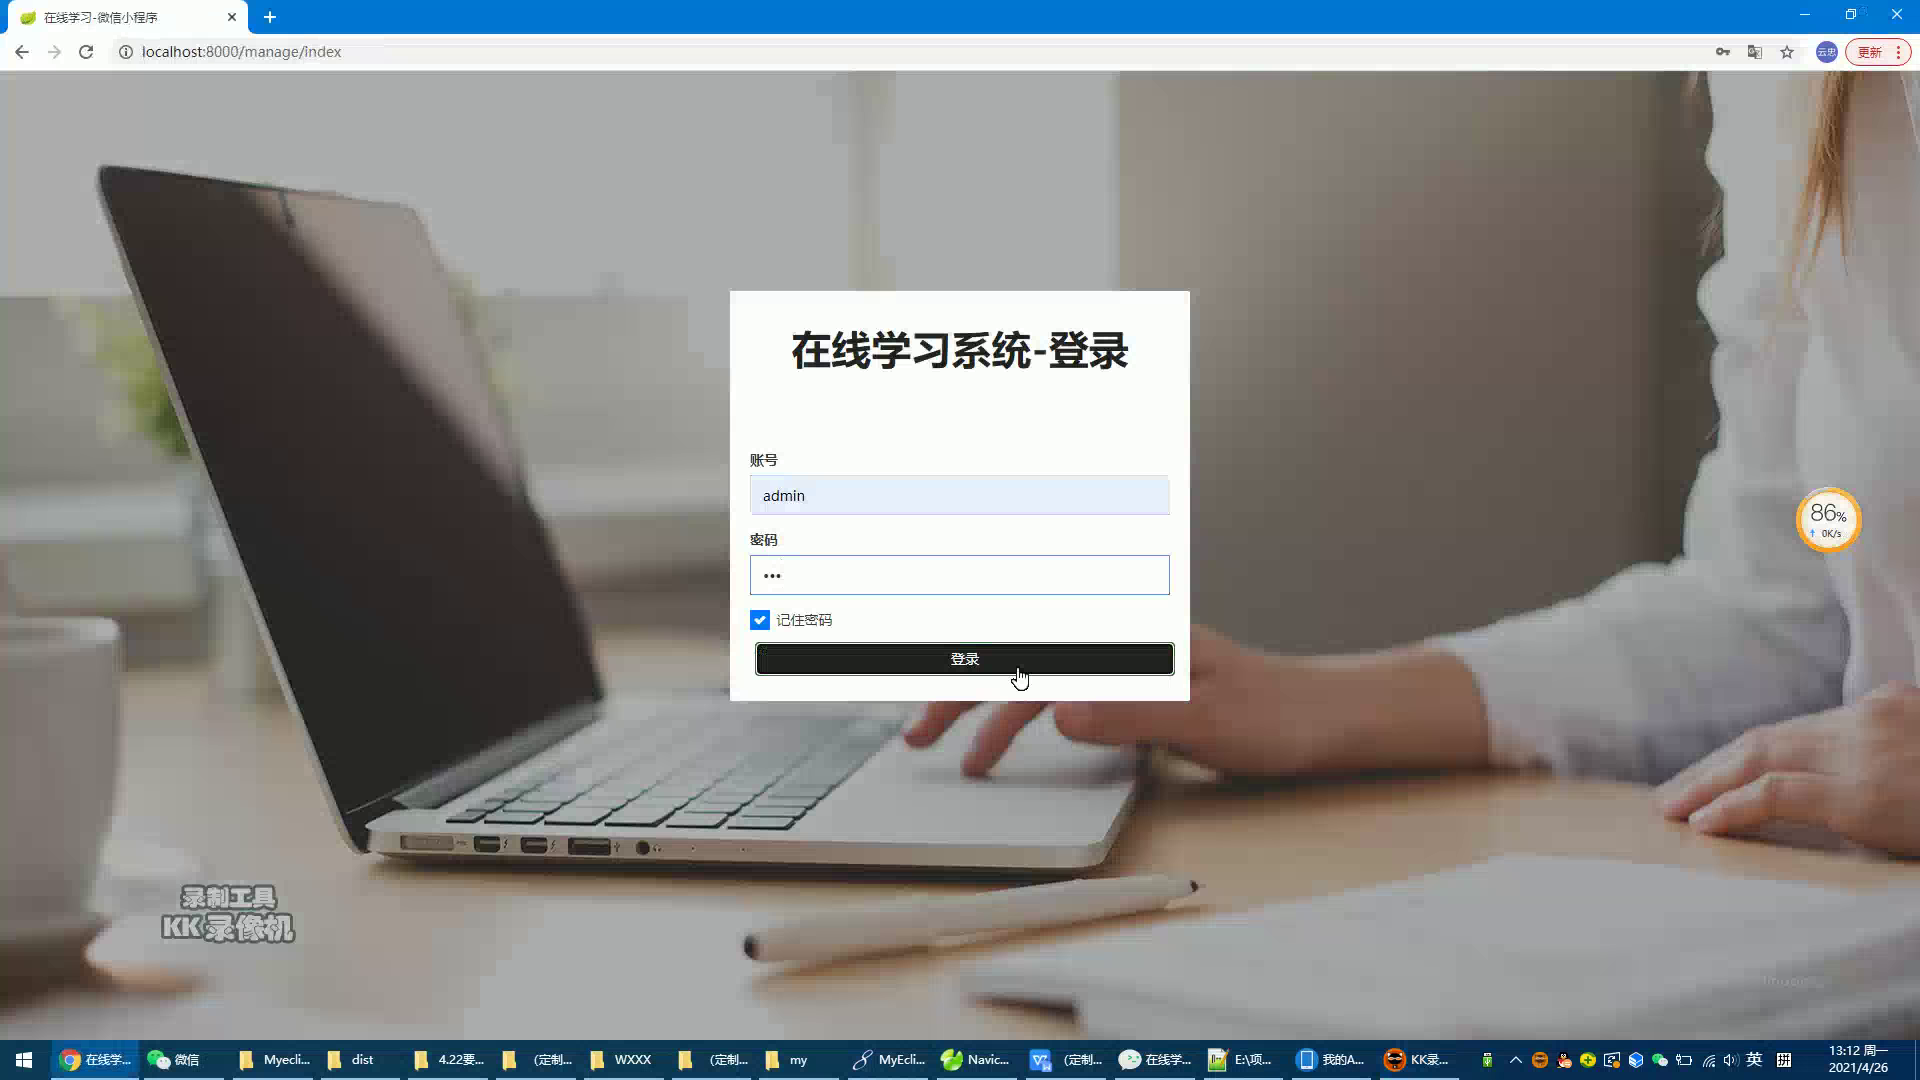 在线学习-微信小程序
localhost:8000/manage/index
云忠
更新
在线学习系统-登录
账号
admin
密码
•••
记住密码
登录
86%
0K/s
录制工具
KK 录像机
在线学...
微信
Myecli...
dist
4.22要...
(定制...
WXXX
(定制...
my
MyEcli...
Navic...
(定制...
在线学...
E:\项...
我的A...
KK录...
英
拼
13:12 周一
2021/4/26